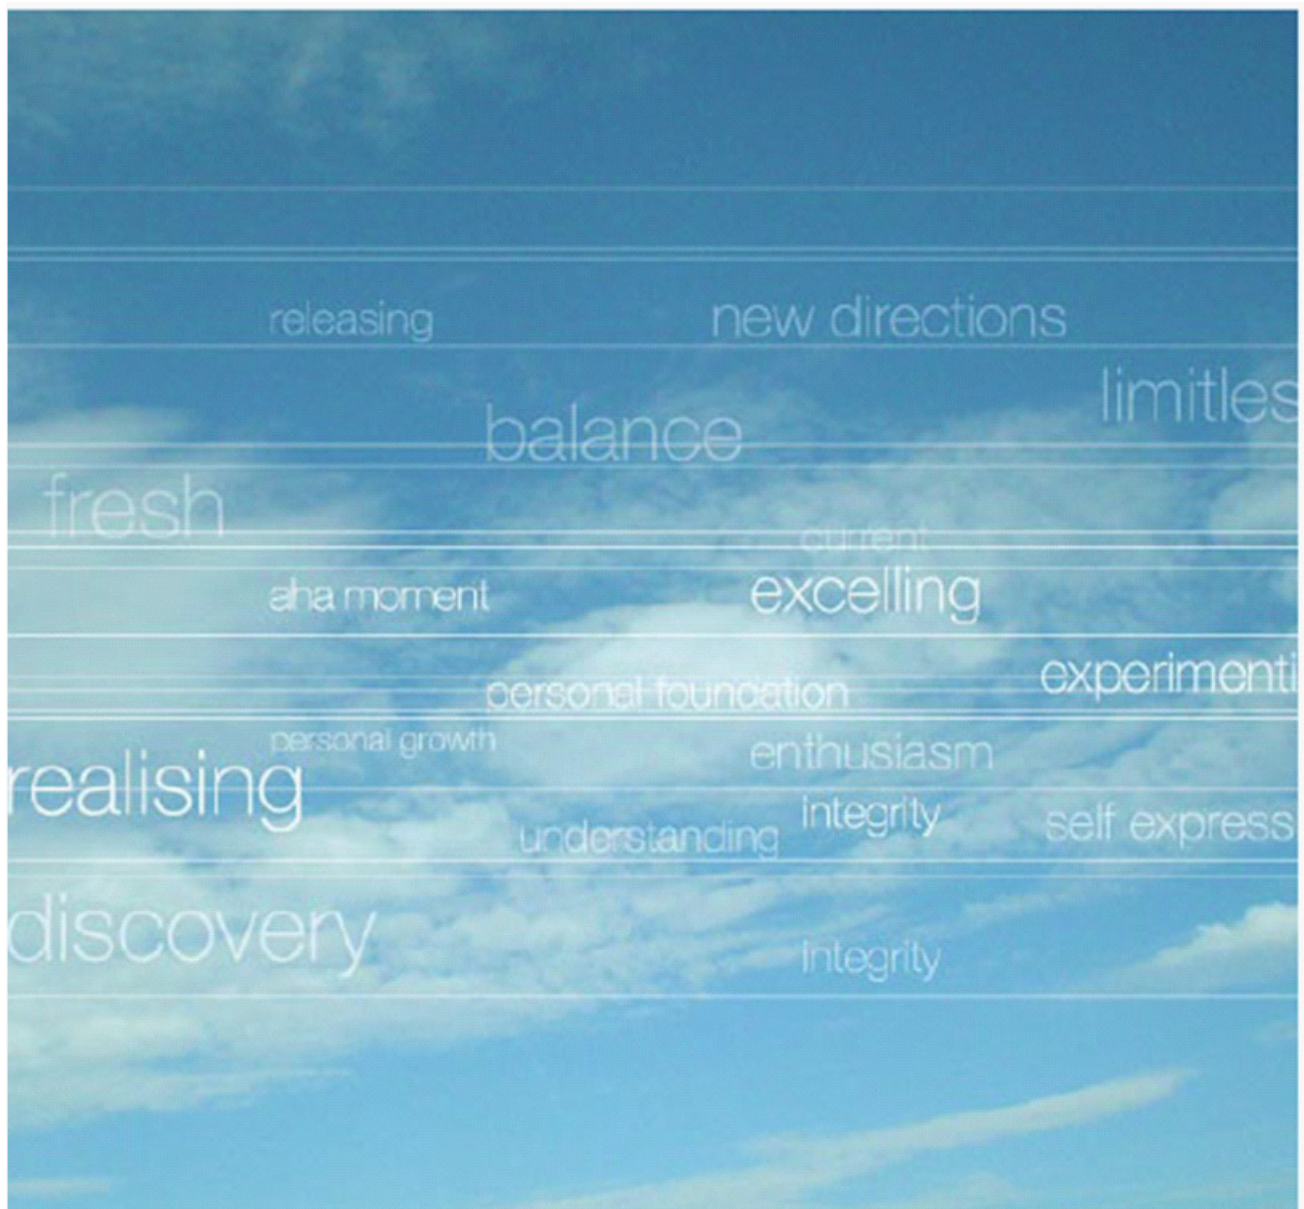 releasing
new directions
limitles
balance
fresh
current
aha moment
excelling
experimenti
personal foundation
personal growth
enthusiasm
realising
integrity
self express
understanding
discovery
integrity